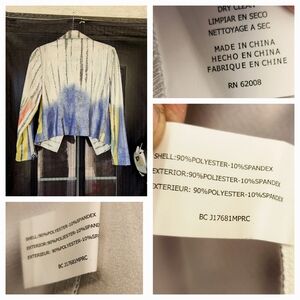 DRY CLEAN
LIMPIAR EN SECO
NETTOYAGE A SEC
MADE IN CHINA
HECHO EN CHINA
FABRIQUE EN CHINE
RN 62008
SHELL:90%POLYESTER-10%SPANDEX
EXTERIOR:90%POLYESTER-10%SPANDEX
EXTERIEUR: 90%POLYESTER-10%SPANDEX
BC J17681MPRC
SHELL:90%POLYESTER-10%SPANDEX
EXTERIOR:90%POLYESTER-10%SPA
EXTERIEUR: 90%POLYESTER-10%S
BC J17681MPRC